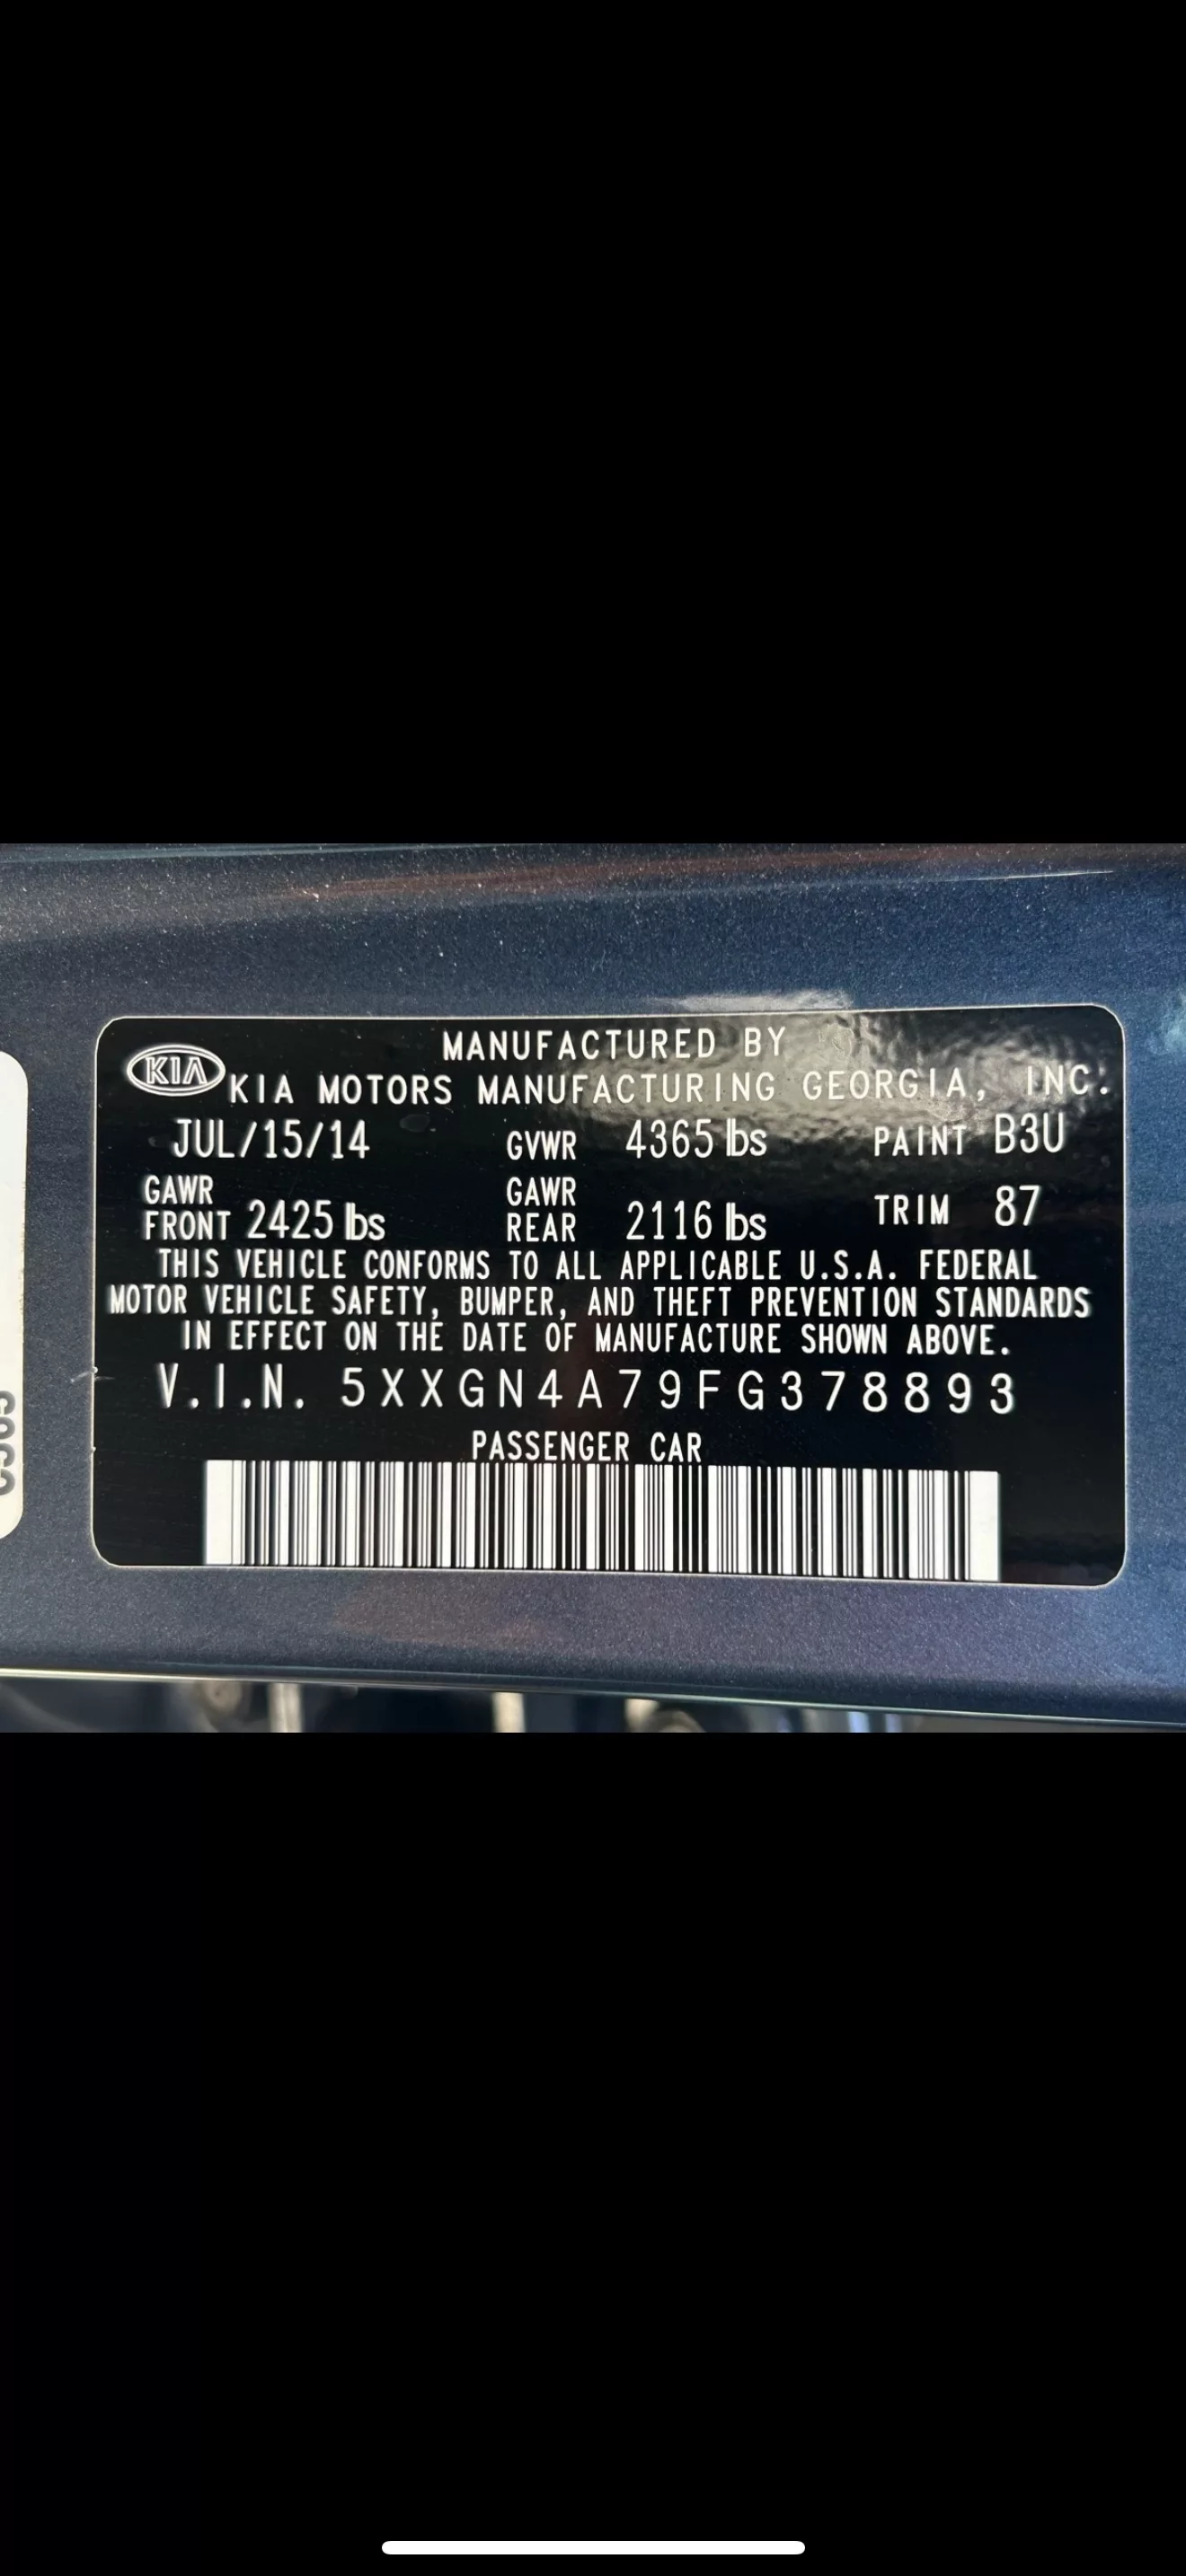 MANUFACTURED BY
KIA KIA MOTORS MANUFACTURING GEORGIA, INC.
JUL/15/14 GVWR 4365 lbs PAINT B3U
GAWR FRONT 2425 lbs GAWR REAR 2116 lbs TRIM 87
THIS VEHICLE CONFORMS TO ALL APPLICABLE U.S.A. FEDERAL
MOTOR VEHICLE SAFETY, BUMPER, AND THEFT PREVENTION STANDARDS
IN EFFECT ON THE DATE OF MANUFACTURE SHOWN ABOVE.
V.I.N. 5XXGN4A79FG378893
PASSENGER CAR